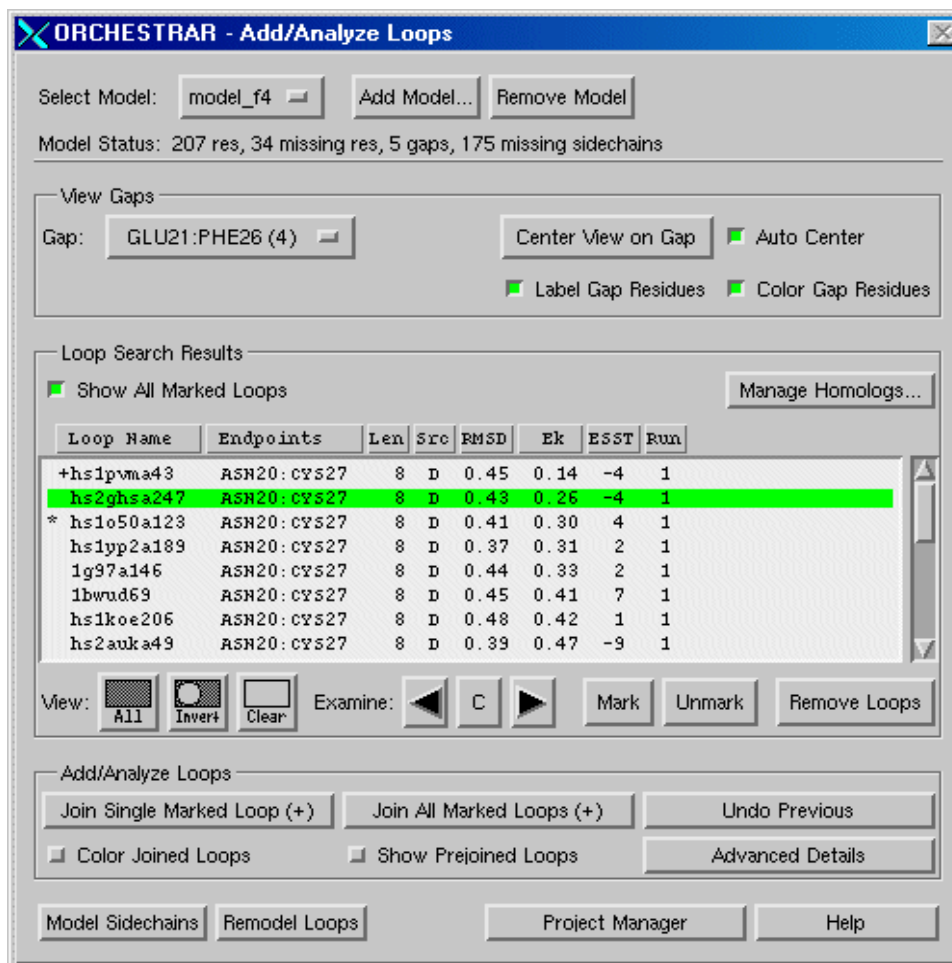 ORCHESTRAR - Add/Analyze Loops
Select Model: model_f4 Add Model... Remove Model
Model Status: 207 res, 34 missing res, 5 gaps, 175 missing sidechains
View Gaps
Gap: GLU21:PHE26 (4) Center View on Gap Auto Center
Label Gap Residues Color Gap Residues
Loop Search Results
Show All Marked Loops Manage Homologs...
Loop Name Endpoints Len Src RMSD Ek ESST Run
+hs1pvma43 ASN20:CYS27 8 D 0.45 0.14 -4 1
hs2ghsa247 ASN20:CYS27 8 D 0.43 0.26 -4 1
* hs1o50a123 ASN20:CYS27 8 D 0.41 0.30 4 1
hs1yp2a189 ASN20:CYS27 8 D 0.37 0.31 2 1
1g97a146 ASN20:CYS27 8 D 0.44 0.33 2 1
1bwud69 ASN20:CYS27 8 D 0.45 0.41 7 1
hs1koe206 ASN20:CYS27 8 D 0.48 0.42 1 1
hs2auka49 ASN20:CYS27 8 D 0.39 0.47 -9 1
View: All Invert Clear Examine: C Mark Unmark Remove Loops
Add/Analyze Loops
Join Single Marked Loop (+) Join All Marked Loops (+) Undo Previous
Color Joined Loops Show Prejoined Loops Advanced Details
Model Sidechains Remodel Loops Project Manager Help